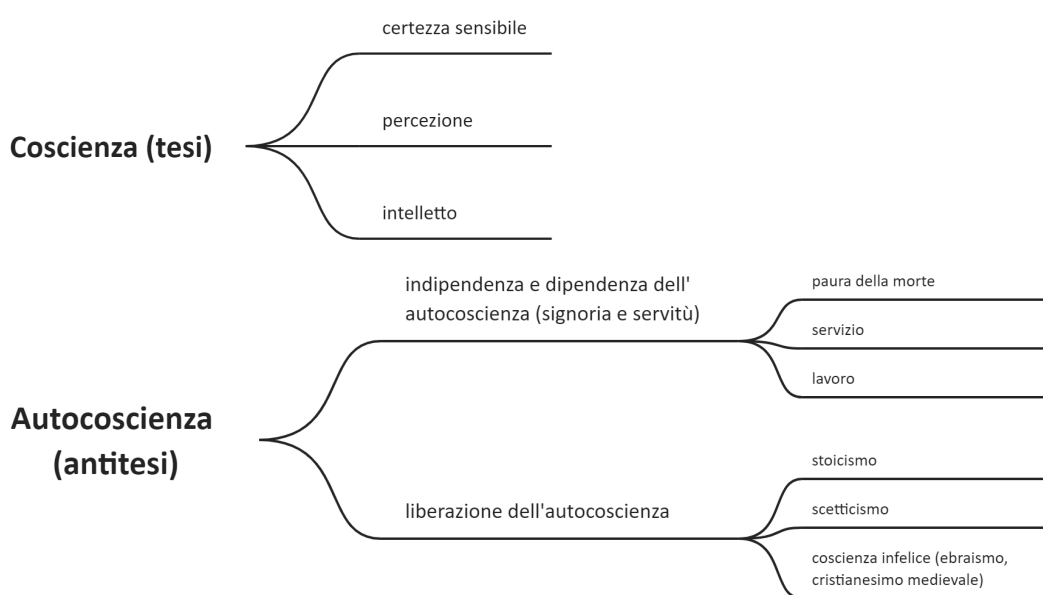 certezza sensibile
Coscienza (tesi)
percezione
intelletto
indipendenza e dipendenza dell'
autocoscienza (signoria e servitù)
paura della morte
servizio
lavoro
Autocoscienza
(antitesi)
liberazione dell'autocoscienza
stoicismo
scetticismo
coscienza infelice (ebraismo,
cristianesimo medievale)